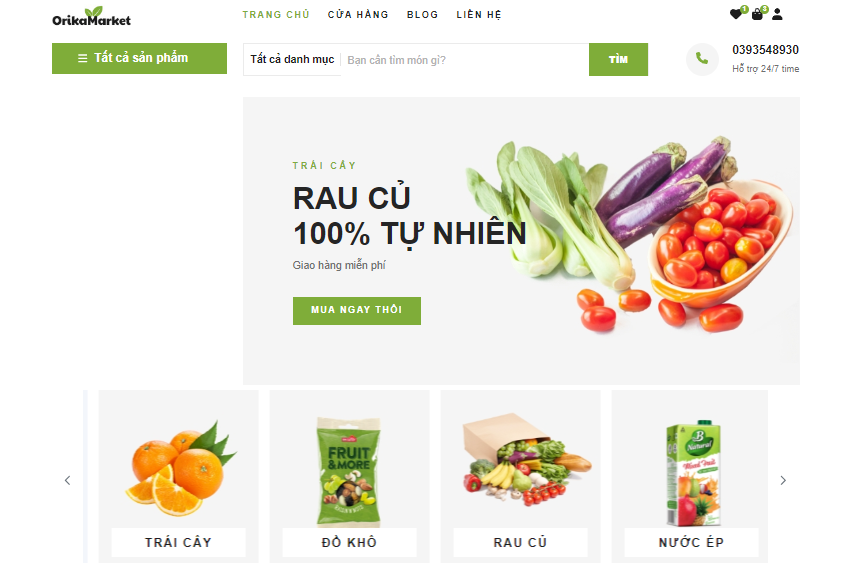 OrikaMarket
TRANG CHỦ CỬA HÀNG BLOG LIÊN HỆ
1 3
Tất cả sản phẩm
Tất cả danh mục Bạn cần tìm món gì?
TÌM
0393548930
Hỗ trợ 24/7 time
TRÁI CÂY
RAU CỦ
100% TỰ NHIÊN
Giao hàng miễn phí
MUA NGAY THÔI
FRUIT
&MORE
B
Natural
TRÁI CÂY
ĐỒ KHÔ
RAU CỦ
NƯỚC ÉP